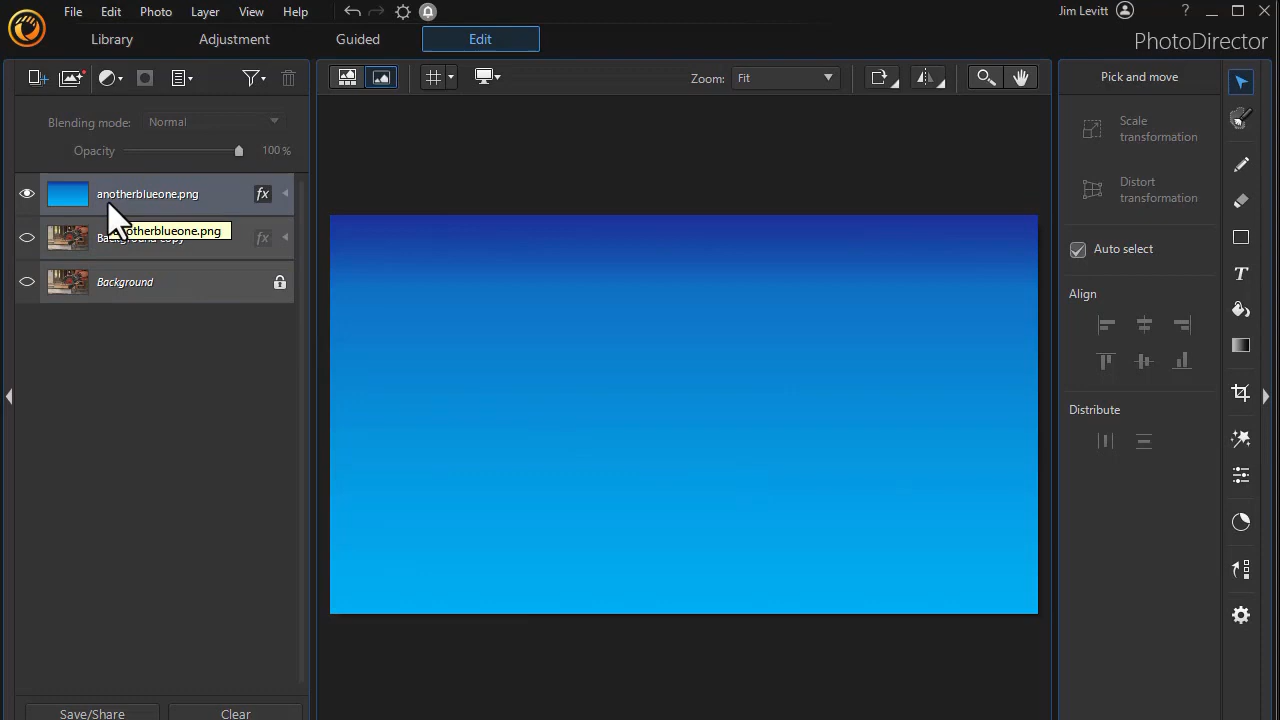 File Edit Photo Layer View Help
Jim Levitt
?
Library Adjustment Guided Edit
PhotoDirector
Zoom: Fit
Pick and move
Blending mode: Normal
Opacity 100 %
Scale
transformation
Distort
transformation
anotherblueone.png fx
anotherblueone.png
fx
Background
Auto select
Align
Distribute
T
Save/Share Clear